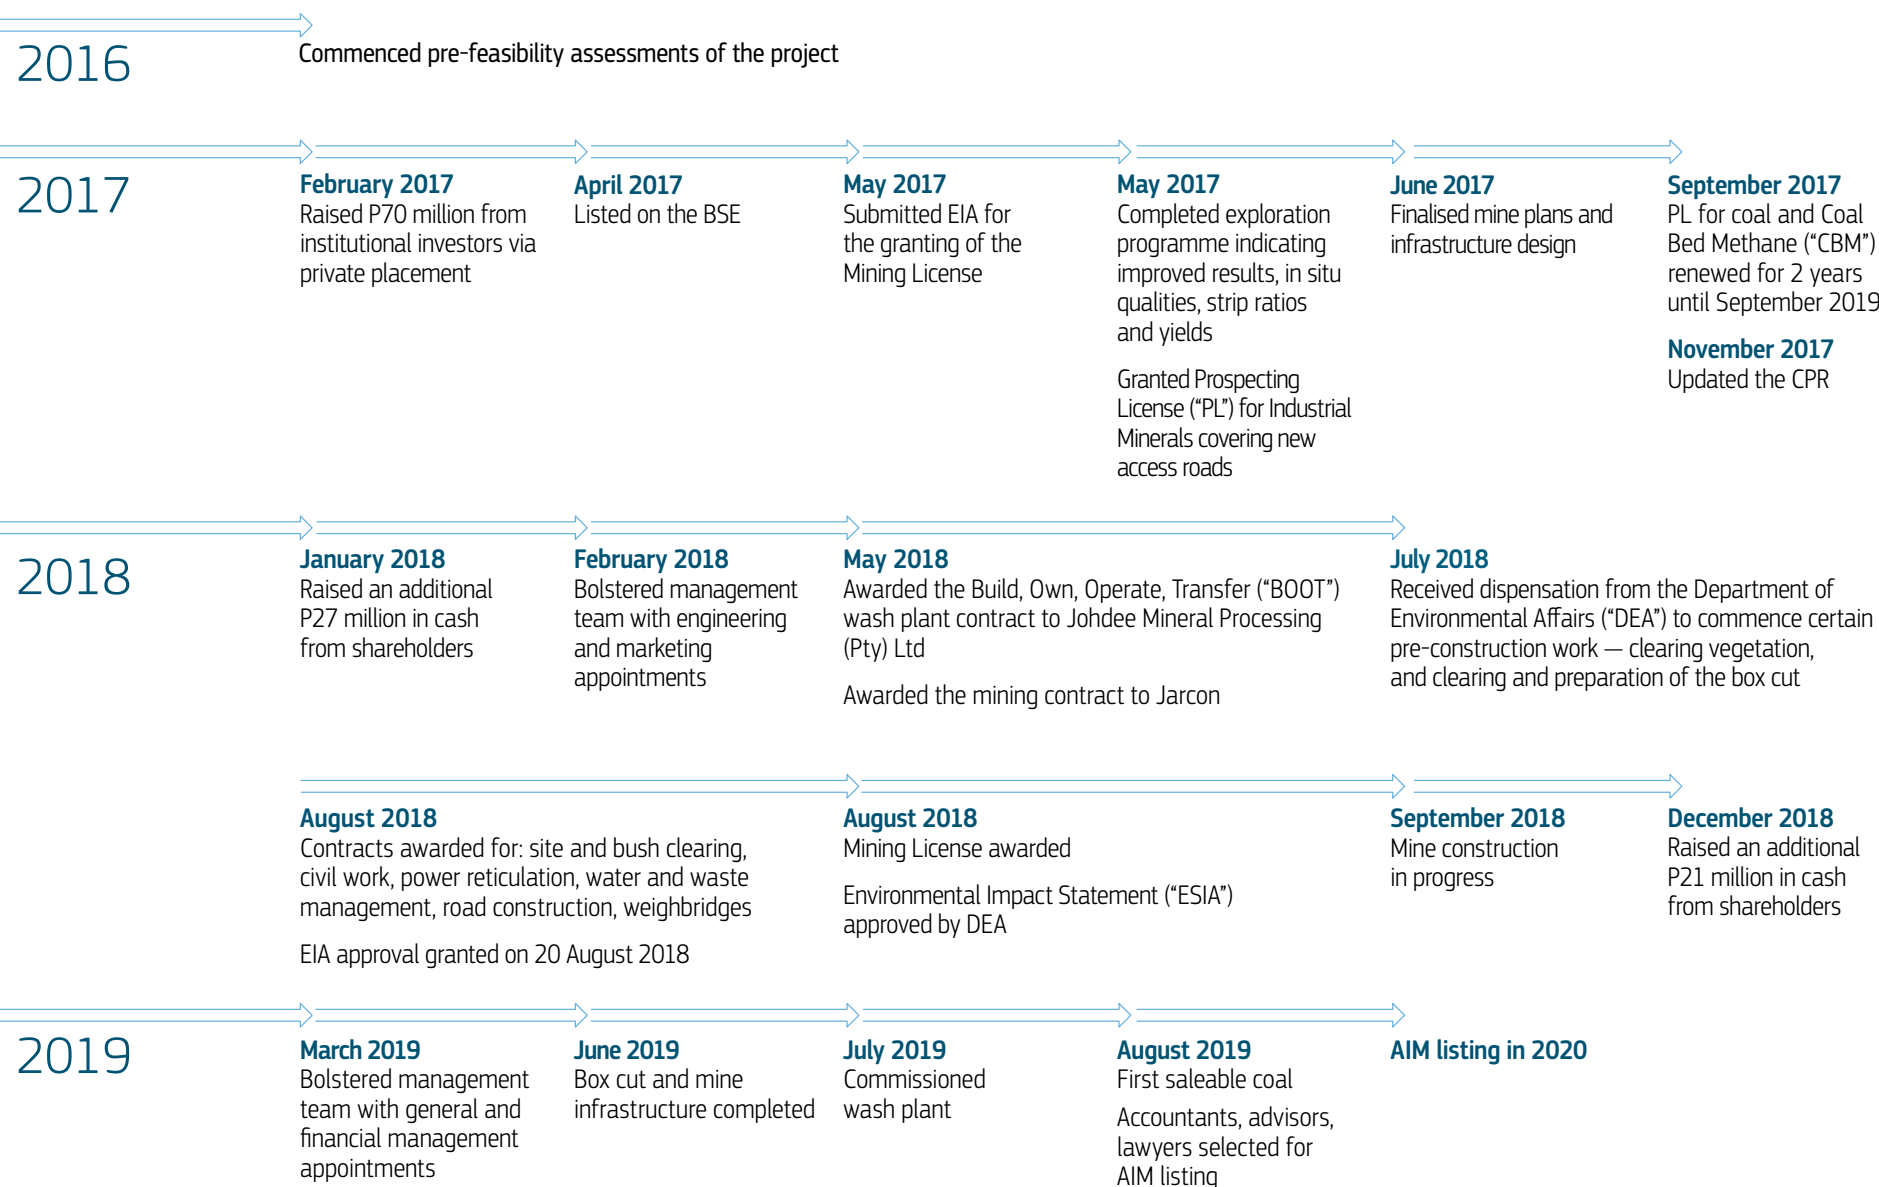 2016
Commenced pre-feasibility assessments of the project
2017
February 2017
Raised P70 million from
institutional investors via
private placement
April 2017
Listed on the BSE
May 2017
Submitted EIA for
the granting of the
Mining License
May 2017
Completed exploration
programme indicating
improved results, in situ
qualities, strip ratios
and yields
Granted Prospecting
License (“PL”) for Industrial
Minerals covering new
access roads
June 2017
Finalised mine plans and
infrastructure design
September 2017
PL for coal and Coal
Bed Methane (“CBM”)
renewed for 2 years
until September 2019
November 2017
Updated the CPR
2018
January 2018
Raised an additional
P27 million in cash
from shareholders
February 2018
Bolstered management
team with engineering
and marketing
appointments
May 2018
Awarded the Build, Own, Operate, Transfer (“BOOT”)
wash plant contract to Johdee Mineral Processing
(Pty) Ltd
Awarded the mining contract to Jarcon
July 2018
Received dispensation from the Department of
Environmental Affairs (“DEA”) to commence certain
pre-construction work — clearing vegetation,
and clearing and preparation of the box cut
August 2018
Contracts awarded for: site and bush clearing,
civil work, power reticulation, water and waste
management, road construction, weighbridges
EIA approval granted on 20 August 2018
August 2018
Mining License awarded
Environmental Impact Statement (“ESIA”)
approved by DEA
September 2018
Mine construction
in progress
December 2018
Raised an additional
P21 million in cash
from shareholders
2019
March 2019
Bolstered management
team with general and
financial management
appointments
June 2019
Box cut and mine
infrastructure completed
July 2019
Commissioned
wash plant
August 2019
First saleable coal
Accountants, advisors,
lawyers selected for
AIM listing
AIM listing in 2020